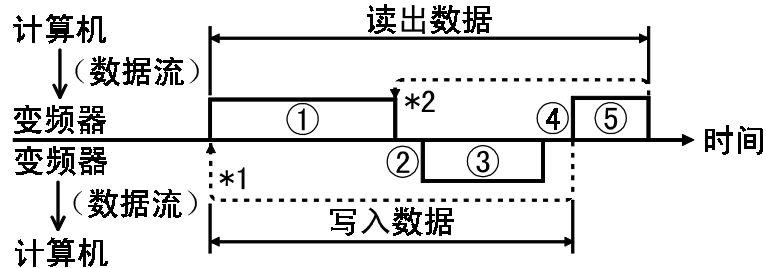 计算机
读出数据
(数据流)
*2
变频器
①
④
⑤
时间
变频器
②
③
*1
(数据流)
写入数据
计算机